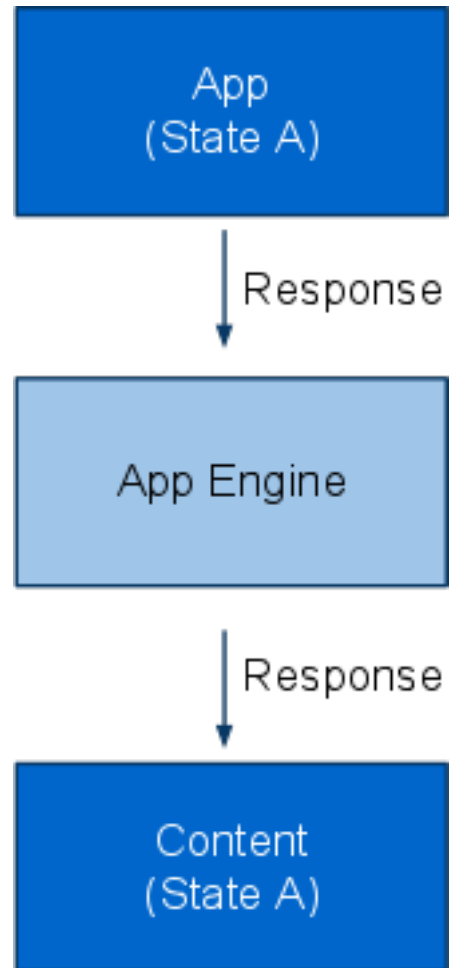 App
(State A)
Response
App Engine
Response
Content
(State A)